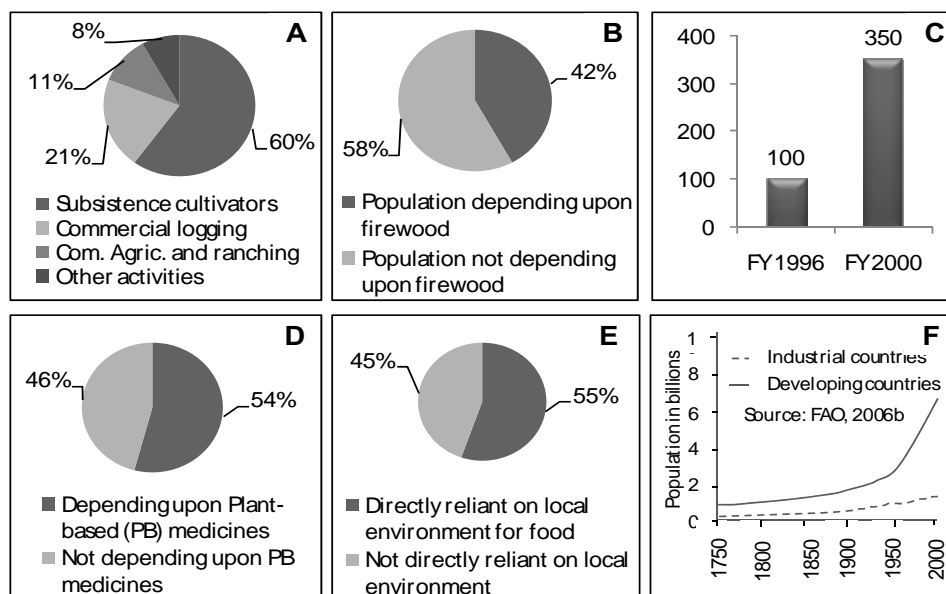 A
8%
11%
21%
60%
Subsistence cultivators
Commercial logging
Com. Agric. and ranching
Other activities
B
42%
58%
Population depending upon
firewood
Population not depending
upon firewood
C
400
300
200
100
0
100
350
FY1996
FY2000
D
46%
54%
Depending upon Plant-
based (PB) medicines
Not depending upon PB
medicines
E
45%
55%
Directly reliant on local
environment for food
Not directly reliant on local
environment
F
Population in billions
1
8
6
4
2
0
Industrial countries
Developing countries
Source: FAO, 2006b
1750
1800
1850
1900
1950
2000